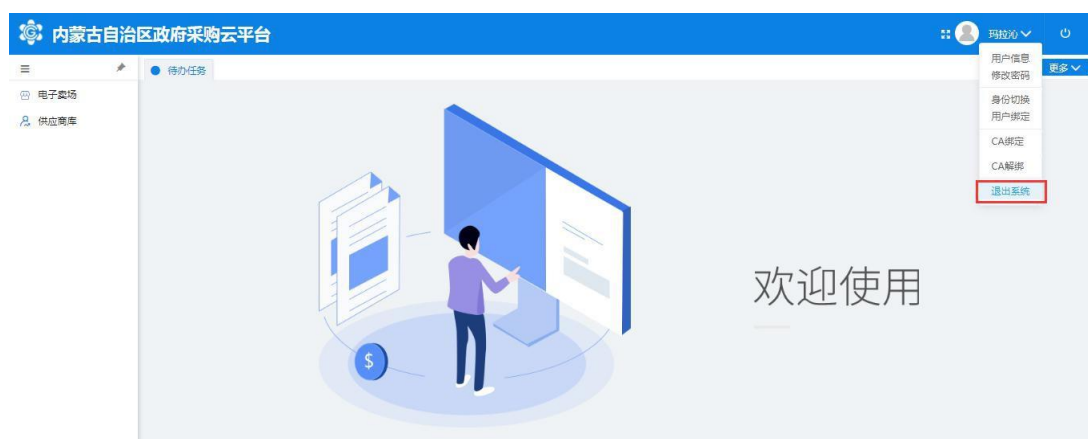 内蒙古自治区政府采购云平台
玛拉沁
待办任务
更多
电子卖场
供应商库
用户信息
修改密码
身份切换
用户绑定
CA绑定
CA解绑
退出系统
欢迎使用
$